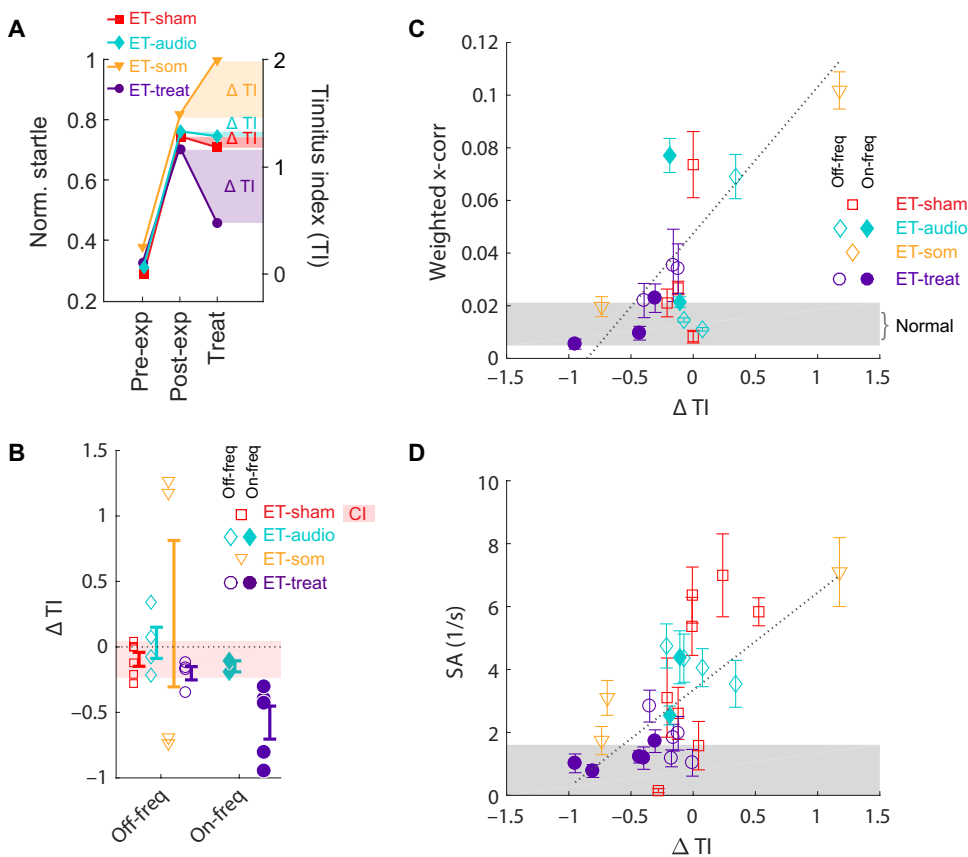 A
ET-sham
ET-audio
ET-som
ET-treat
1
0.8
0.6
0.4
0.2
Norm. startle
2
1
0
Tinnitus index (TI)
Δ TI
Δ TI
Δ TI
Δ TI
Pre-exp
Post-exp
Treat
B
1.5
1
0.5
0
−0.5
−1
Δ TI
Off-freq
On-freq
ET-sham CI
ET-audio
ET-som
ET-treat
Off-freq
On-freq
C
0.12
0.1
0.08
0.06
0.04
0.02
0
Weighted x-corr
Off-freq
On-freq
ET-sham
ET-audio
ET-som
ET-treat
} Normal
−1.5 −1 −0.5 0 0.5 1 1.5
Δ TI
D
10
8
6
4
2
0
SA (1/s)
−1.5 −1 −0.5 0 0.5 1 1.5
Δ TI